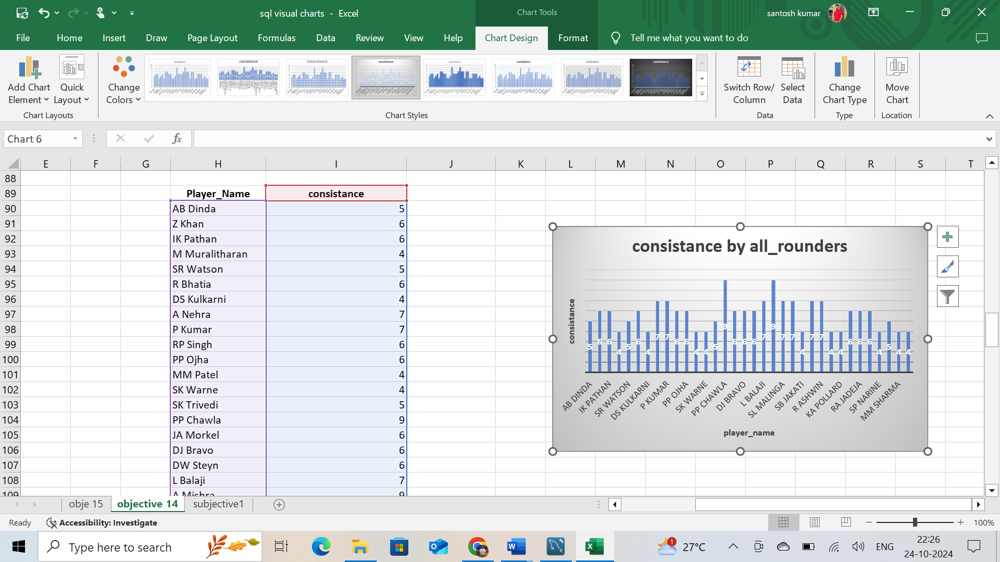 sql visual charts - Excel
Chart Tools
santosh kumar
File Home Insert Draw Page Layout Formulas Data Review View Help Chart Design Format Tell me what you want to do
Add Chart Element
Quick Layout
Change Colors
Switch Row/ Column
Select Data
Change Chart Type
Move Chart
Chart Layouts Chart Styles Data Type Location
Chart 6 fx
E F G H I J K L M N O P Q R S T
88
89 Player_Name consistance
90 AB Dinda 5
91 Z Khan 6
92 IK Pathan 6
93 M Muralitharan 4
94 SR Watson 5
95 R Bhatia 6
96 DS Kulkarni 4
97 A Nehra 7
98 P Kumar 7
99 RP Singh 6
100 PP Ojha 6
101 MM Patel 4
102 SK Warne 4
103 SK Trivedi 5
104 PP Chawla 9
105 JA Morkel 6
106 DJ Bravo 6
107 DW Steyn 6
108 L Balaji 7
109 A Mishra 9
consistance by all_rounders
consistance
5 6 6 4 5 6 4 7 7 6 6 4 4 5 9 6 6 6 7 9 7 7 4 7 7 4 4 6 6 6 4 5 4 4
AB DINDA IK PATHAN SR WATSON DS KULKARNI P KUMAR PP OJHA SK WARNE PP CHAWLA DJ BRAVO L BALAJI SL MALINGA SB JAKATI R ASHWIN KA POLLARD RA JADEJA SP NARINE MM SHARMA
player_name
obje 15 objective 14 subjective1
Ready Accessibility: Investigate 100%
Type here to search
1 27°C ENG
22:26
24-10-2024